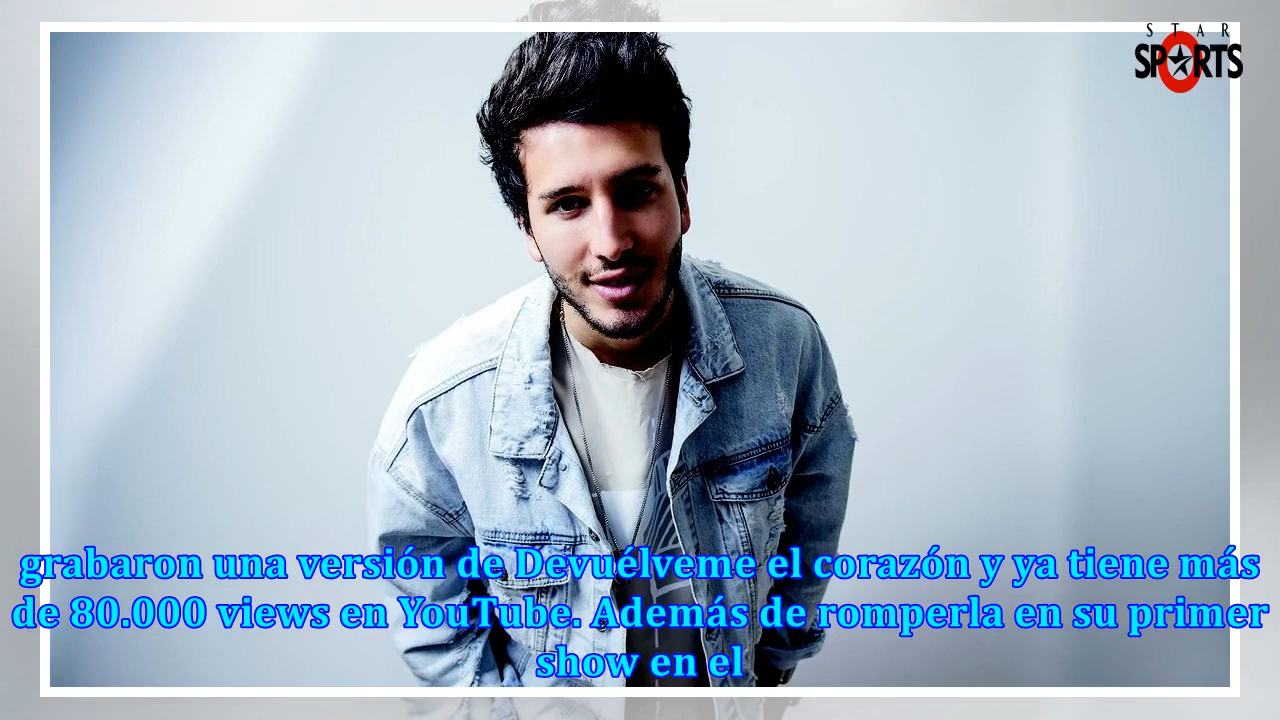 STAR
SPORTS
grabaron una versión de Devuélveme el corazón y ya tiene más
de 80.000 views en YouTube. Además de romperla en su primer
show en el